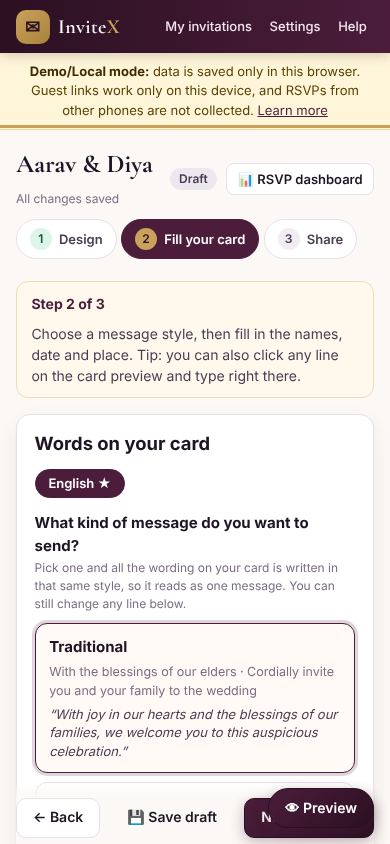 InviteX
My invitations Settings Help
Demo/Local mode: data is saved only in this browser.
Guest links work only on this device, and RSVPs from
other phones are not collected. Learn more
Aarav & Diya
Draft
📊 RSVP dashboard
All changes saved
1 Design
2 Fill your card
3 Share
Step 2 of 3
Choose a message style, then fill in the names,
date and place. Tip: you can also click any line
on the card preview and type right there.
Words on your card
English ★
What kind of message do you want to
send?
Pick one and all the wording on your card is written in
that same style, so it reads as one message. You can
still change any line below.
Traditional
With the blessings of our elders · Cordially invite
you and your family to the wedding
“With joy in our hearts and the blessings of our
families, we welcome you to this auspicious
celebration.”
← Back
💾 Save draft
👁 Preview